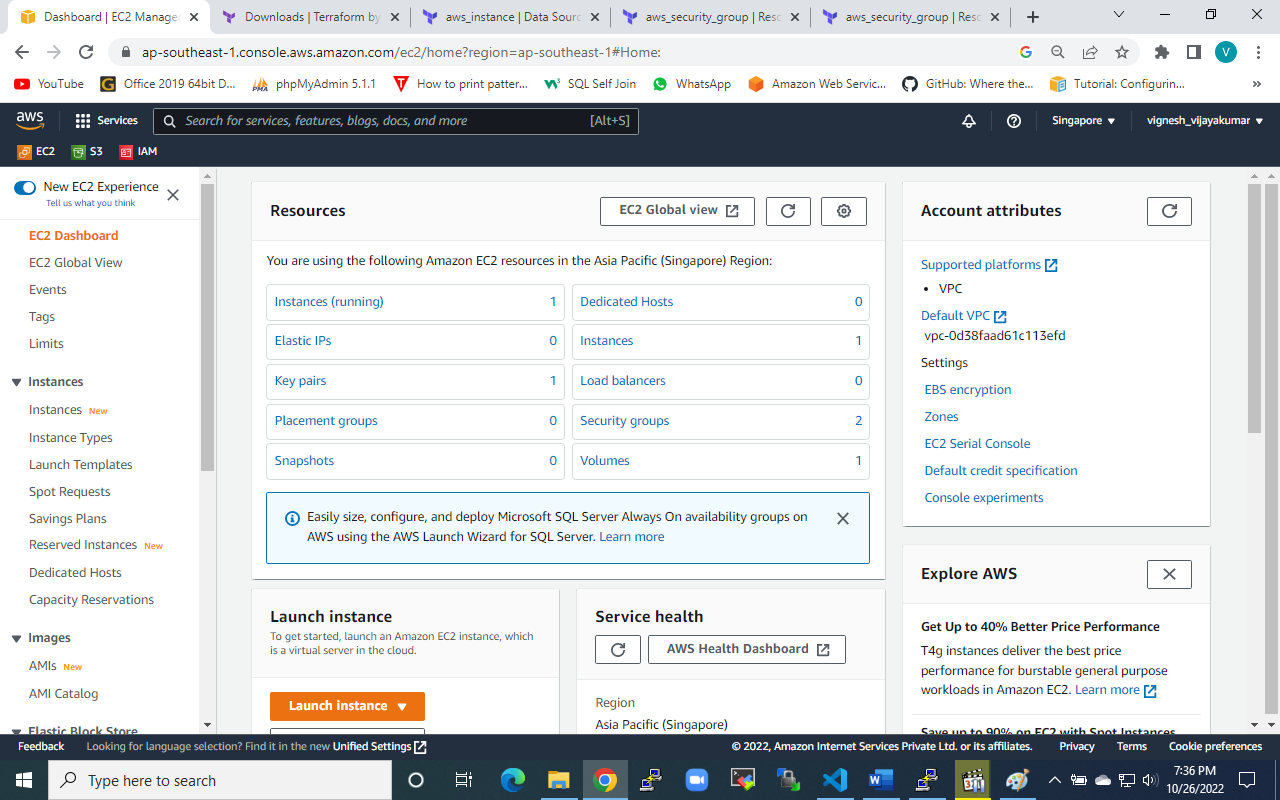 Dashboard | EC2 Manage
Downloads | Terraform by
aws_instance | Data Sourc
aws_security_group | Resc
aws_security_group | Resc
ap-southeast-1.console.aws.amazon.com/ec2/home?region=ap-southeast-1#Home:
V
YouTube
Office 2019 64bit D...
phpMyAdmin 5.1.1
How to print patter...
SQL Self Join
WhatsApp
Amazon Web Servic...
GitHub: Where the...
Tutorial: Configurin...
aws
Services
Search for services, features, blogs, docs, and more
[Alt+S]
Singapore
vignesh_vijayakumar
EC2
S3
IAM
New EC2 Experience
Tell us what you think
EC2 Dashboard
EC2 Global View
Events
Tags
Limits
Instances
Instances New
Instance Types
Launch Templates
Spot Requests
Savings Plans
Reserved Instances New
Dedicated Hosts
Capacity Reservations
Images
AMIs New
AMI Catalog
Elastic Block Store
Resources
EC2 Global view
You are using the following Amazon EC2 resources in the Asia Pacific (Singapore) Region:
Instances (running) 1
Dedicated Hosts 0
Elastic IPs 0
Instances 1
Key pairs 1
Load balancers 0
Placement groups 0
Security groups 2
Snapshots 0
Volumes 1
Easily size, configure, and deploy Microsoft SQL Server Always On availability groups on
AWS using the AWS Launch Wizard for SQL Server. Learn more
Launch instance
To get started, launch an Amazon EC2 instance, which
is a virtual server in the cloud.
Launch instance
Service health
AWS Health Dashboard
Region
Asia Pacific (Singapore)
Account attributes
Supported platforms
• VPC
Default VPC
vpc-0d38faad61c113efd
Settings
EBS encryption
Zones
EC2 Serial Console
Default credit specification
Console experiments
Explore AWS
Get Up to 40% Better Price Performance
T4g instances deliver the best price
performance for burstable general purpose
workloads in Amazon EC2. Learn more
Save up to 90% on EC2 with Spot Instances
Feedback
Looking for language selection? Find it in the new Unified Settings
© 2022, Amazon Internet Services Private Ltd. or its affiliates.
Privacy
Terms
Cookie preferences
Type here to search
7:36 PM
10/26/2022